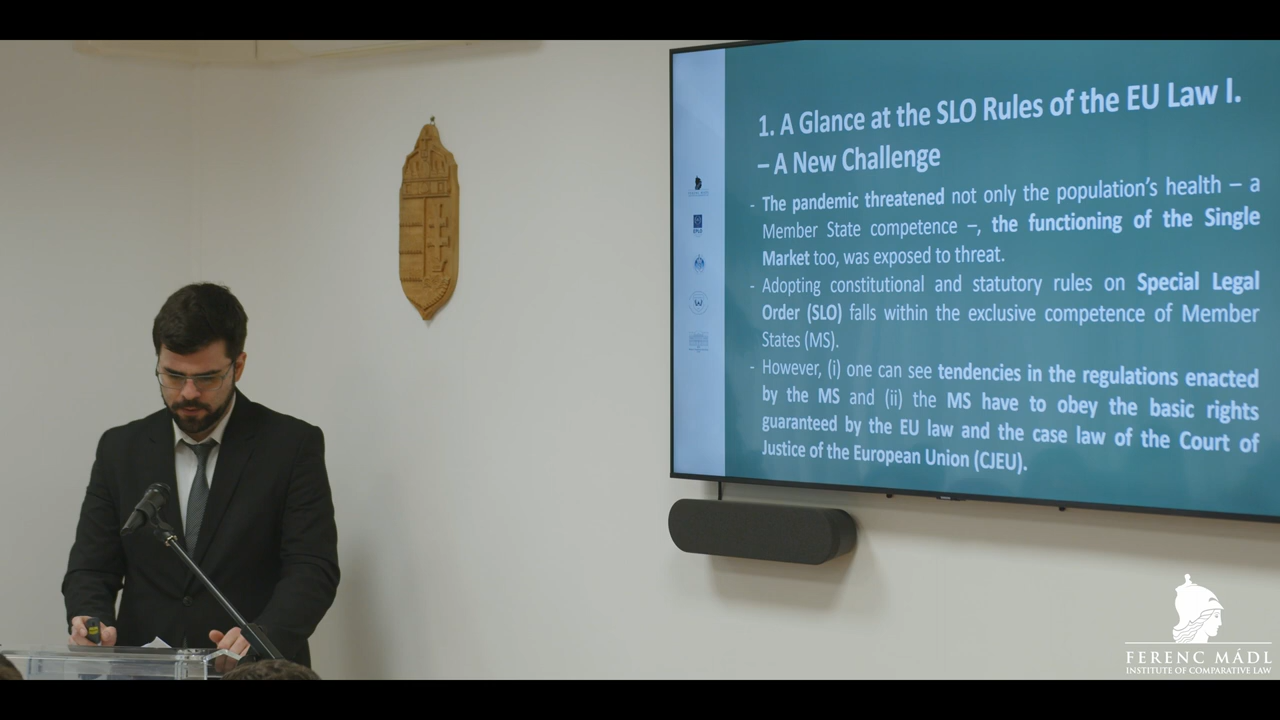 1. A Glance at the SLO Rules of the EU Law I.
– A New Challenge
- The pandemic threatened not only the population's health – a
Member State competence –, the functioning of the Single
Market too, was exposed to threat.
- Adopting constitutional and statutory rules on Special Legal
Order (SLO) falls within the exclusive competence of Member
States (MS).
- However, (i) one can see tendencies in the regulations enacted
by the MS and (ii) the MS have to obey the basic rights
guaranteed by the EU law and the case law of the Court of
Justice of the European Union (CJEU).
FERENC MÁDL
INSTITUTE OF COMPARATIVE LAW